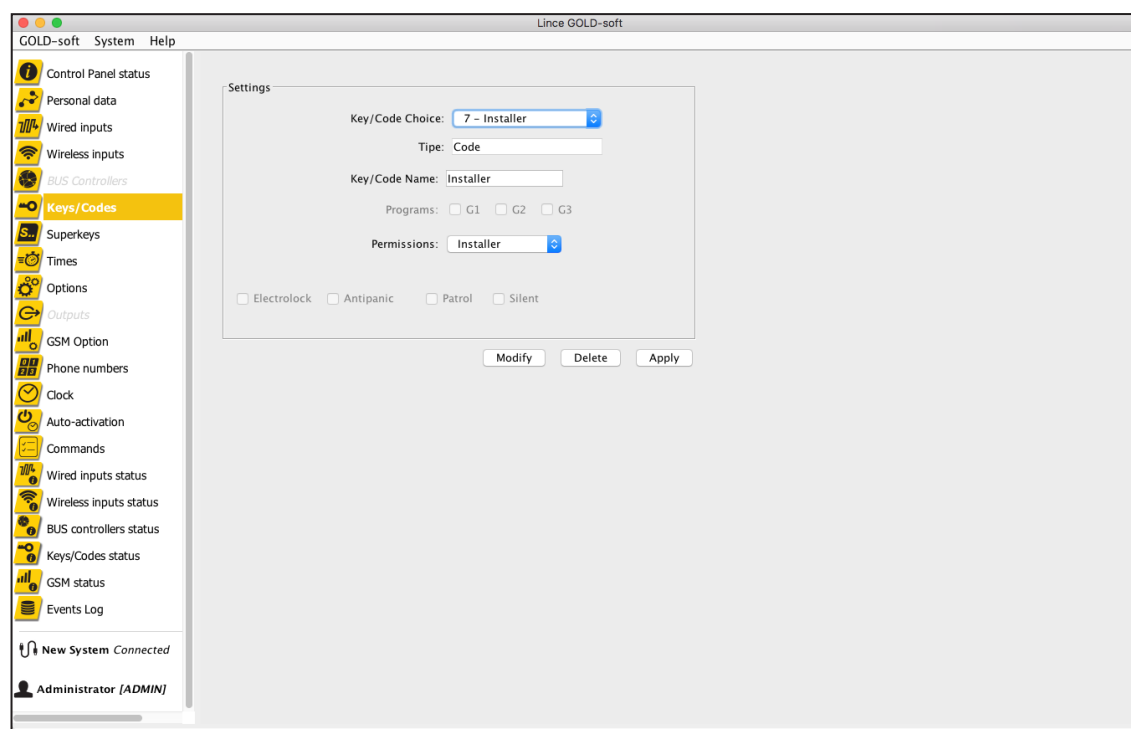 Lince GOLD-soft
GOLD-soft System Help
Control Panel status
Personal data
Wired inputs
Wireless inputs
BUS Controllers
Keys/Codes
S.. Superkeys
Times
Options
Outputs
GSM Option
Phone numbers
Clock
Auto-activation
Commands
Wired inputs status
Wireless inputs status
BUS controllers status
Keys/Codes status
GSM status
Events Log
New System Connected
Administrator [ADMIN]
Settings
Key/Code Choice: 7 - Installer
Tipe: Code
Key/Code Name: Installer
Programs: G1 G2 G3
Permissions: Installer
Electrolock Antipanic Patrol Silent
Modify Delete Apply